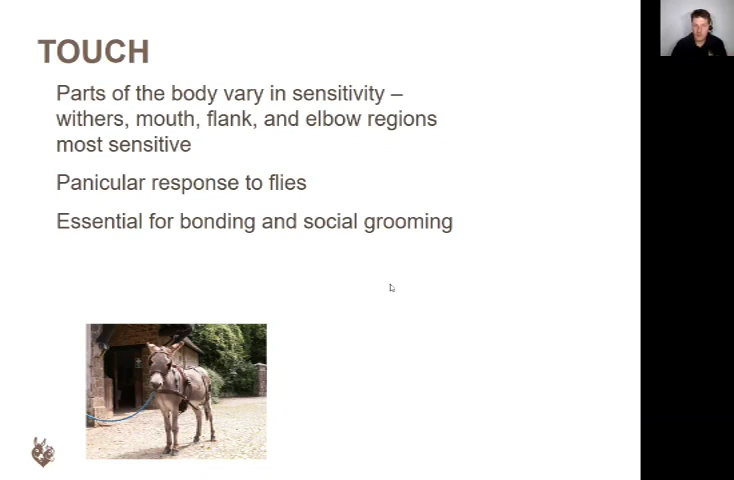 TOUCH
Parts of the body vary in sensitivity –
withers, mouth, flank, and elbow regions
most sensitive
Panicular response to flies
Essential for bonding and social grooming